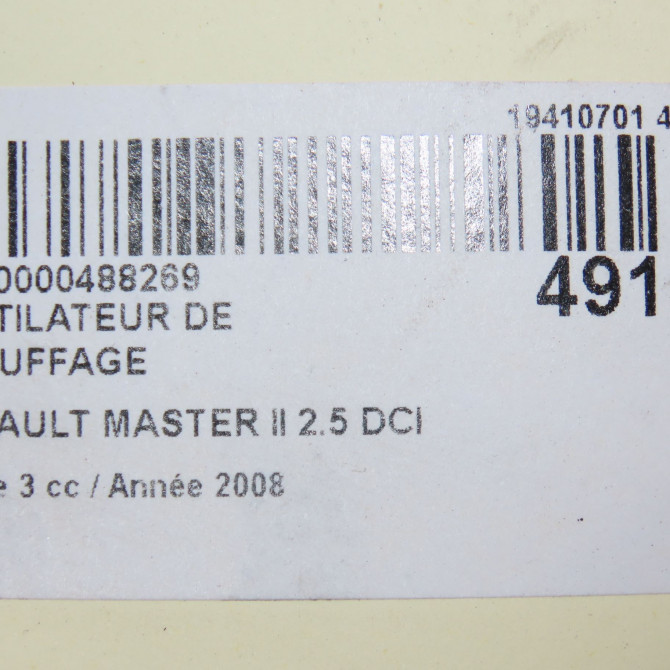 19410701 4
0000488269
491
TILATEUR DE
UFFAGE
AULT MASTER II 2.5 DCI
e 3 cc / Année 2008